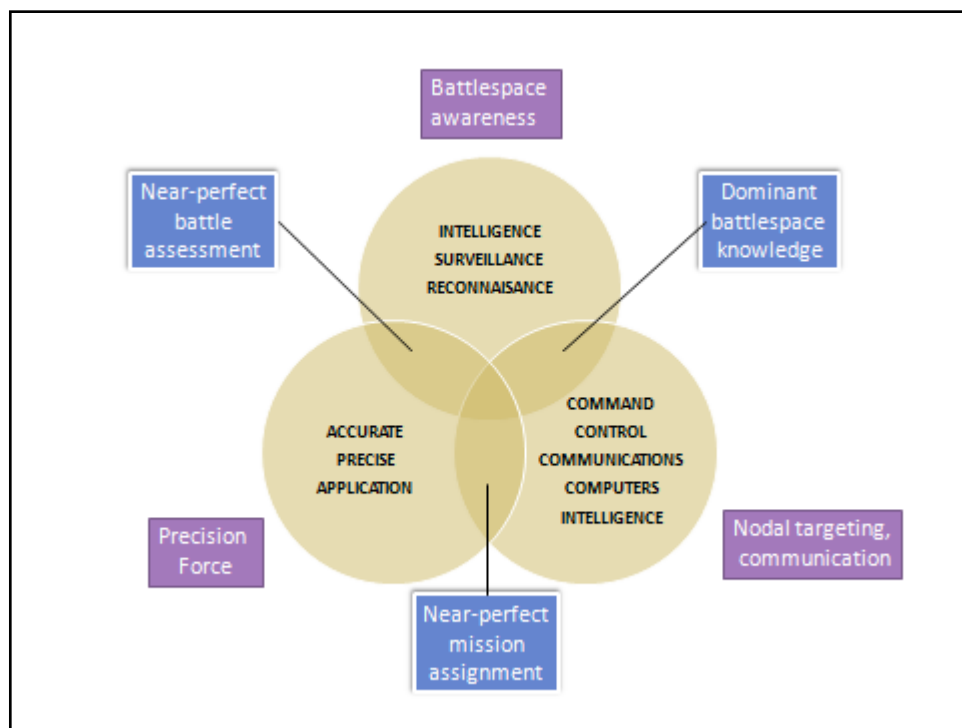 Battlespace
awareness
Near-perfect
battle
assessment
Dominant
battlespace
knowledge
INTELLIGENCE
SURVEILLANCE
RECONNAISANCE
ACCURATE
PRECISE
APPLICATION
COMMAND
CONTROL
COMMUNICATIONS
COMPUTERS
INTELLIGENCE
Precision
Force
Nodal targeting,
communication
Near-perfect
mission
assignment